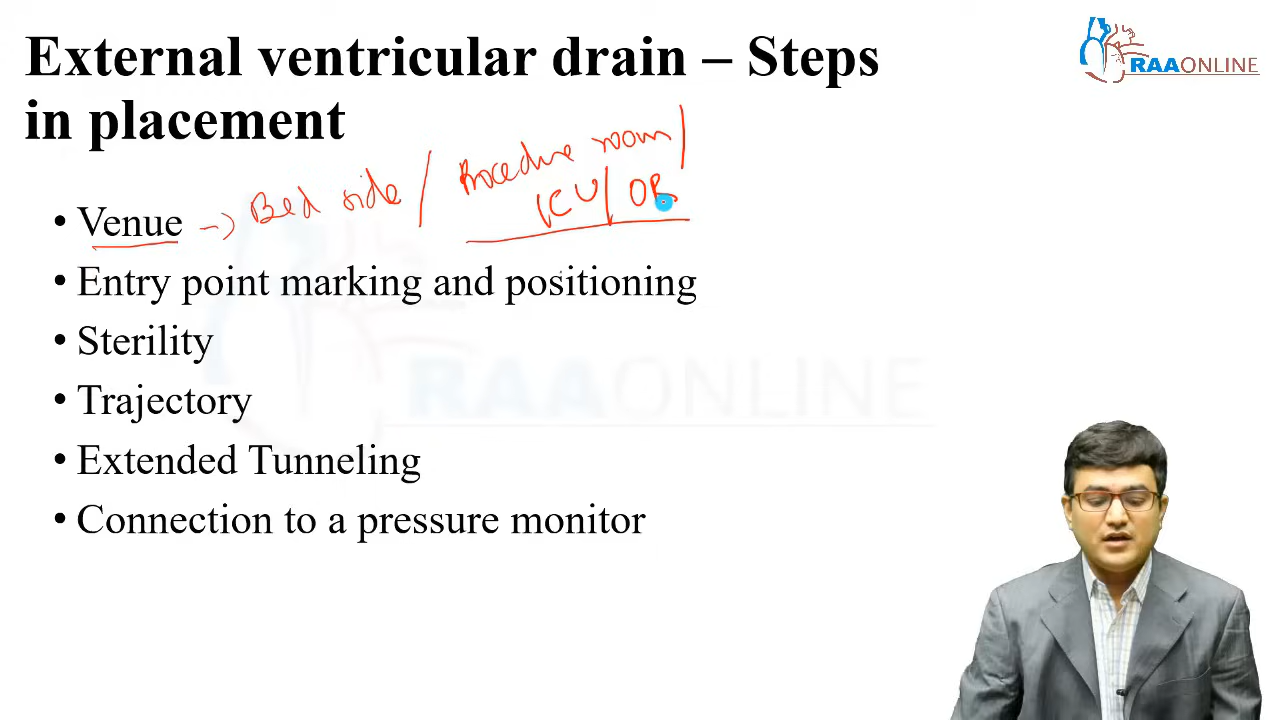 External ventricular drain – Steps
in placement
RAAONLINE
Bed side / Procedure room /
ICU / OR
• Venue →
• Entry point marking and positioning
• Sterility
• Trajectory
RAAONLINE
• Extended Tunneling
• Connection to a pressure monitor